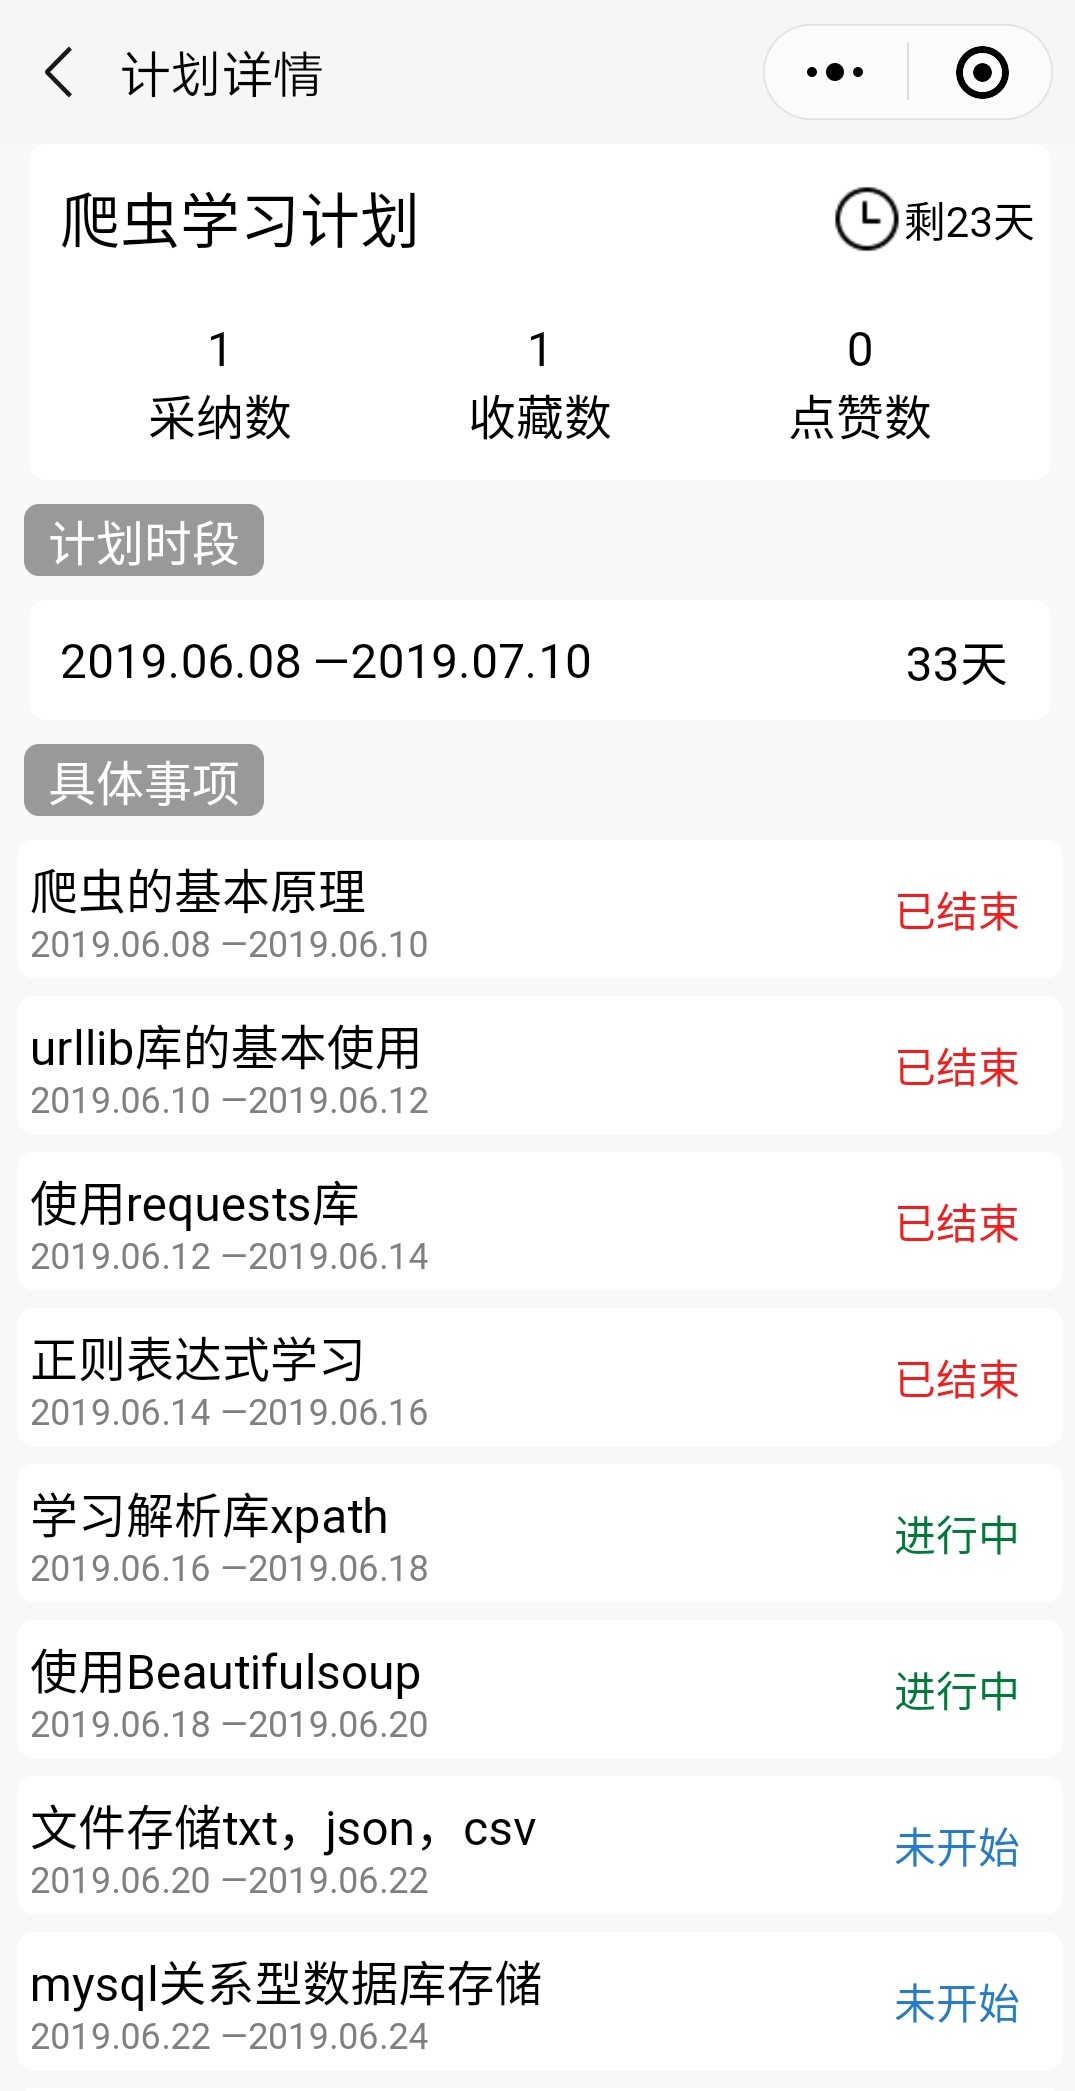 计划详情
爬虫学习计划
剩23天
1 1 0
采纳数 收藏数 点赞数
计划时段
2019.06.08 —2019.07.10 33天
具体事项
爬虫的基本原理
2019.06.08 —2019.06.10
已结束
urllib库的基本使用
2019.06.10 —2019.06.12
已结束
使用requests库
2019.06.12 —2019.06.14
已结束
正则表达式学习
2019.06.14 —2019.06.16
已结束
学习解析库xpath
2019.06.16 —2019.06.18
进行中
使用Beautifulsoup
2019.06.18 —2019.06.20
进行中
文件存储txt，json，csv
2019.06.20 —2019.06.22
未开始
mysql关系型数据库存储
2019.06.22 —2019.06.24
未开始